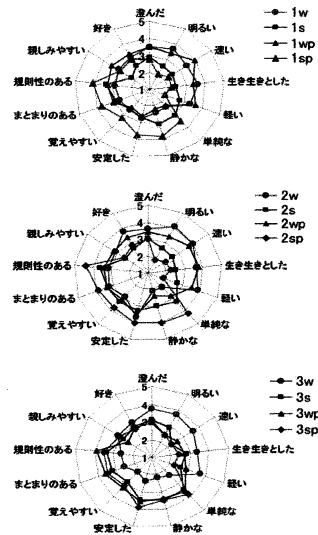 澄んだ
明るい
速い
生き生きとした
軽い
単純な
静かな
安定した
覚えやすい
まとまりのある
規則性のある
親しみやすい
好き
5
4
3
2
1
1w
1s
1wp
1sp
澄んだ
明るい
速い
生き生きとした
軽い
単純な
静かな
安定した
覚えやすい
まとまりのある
規則性のある
親しみやすい
好き
5
4
3
2
1
2w
2s
2wp
2sp
澄んだ
明るい
速い
生き生きとした
軽い
単純な
静かな
安定した
覚えやすい
まとまりのある
規則性のある
親しみやすい
好き
5
4
3
2
1
3w
3s
3wp
3sp